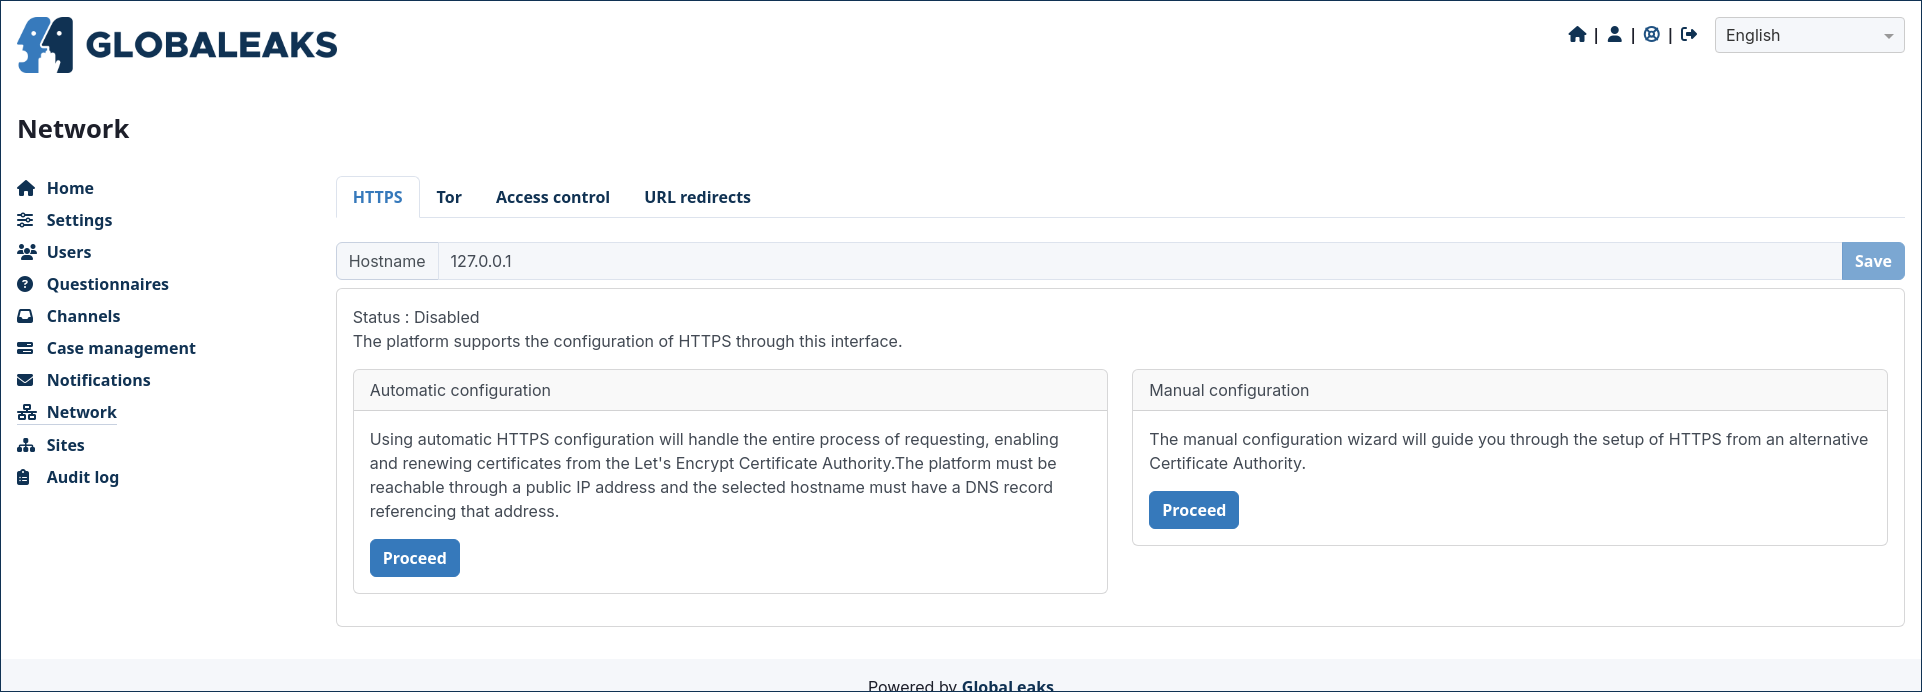 GLOBALEAKS
| | |
English
Network
Home
Settings
Users
Questionnaires
Channels
Case management
Notifications
Network
Sites
Audit log
HTTPS Tor Access control URL redirects
Hostname 127.0.0.1 Save
Status : Disabled
The platform supports the configuration of HTTPS through this interface.
Automatic configuration
Using automatic HTTPS configuration will handle the entire process of requesting, enabling
and renewing certificates from the Let's Encrypt Certificate Authority.The platform must be
reachable through a public IP address and the selected hostname must have a DNS record
referencing that address.
Proceed
Manual configuration
The manual configuration wizard will guide you through the setup of HTTPS from an alternative
Certificate Authority.
Proceed
Powered by GlobaLeaks